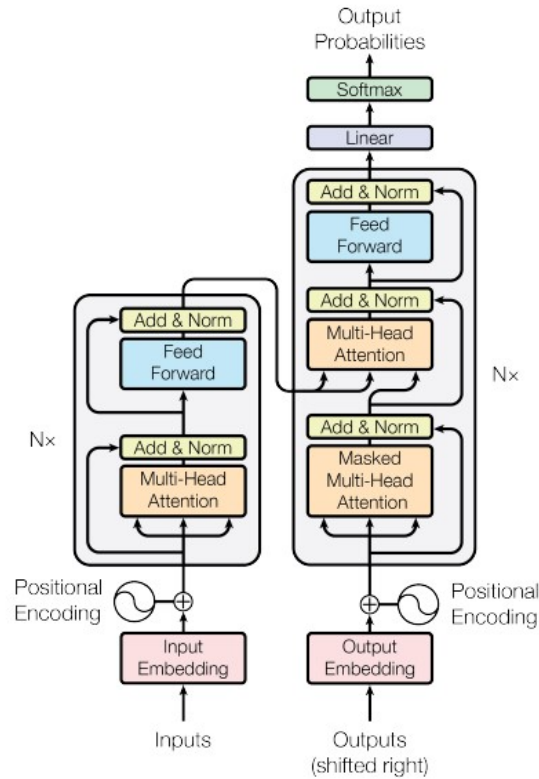 Output
Probabilities
Softmax
Linear
Add & Norm
Feed
Forward
Add & Norm
Multi-Head
Attention
Add & Norm
Masked
Multi-Head
Attention
N×
Positional
Encoding
Output
Embedding
Outputs
(shifted right)
Add & Norm
Feed
Forward
Add & Norm
Multi-Head
Attention
N×
Positional
Encoding
Input
Embedding
Inputs